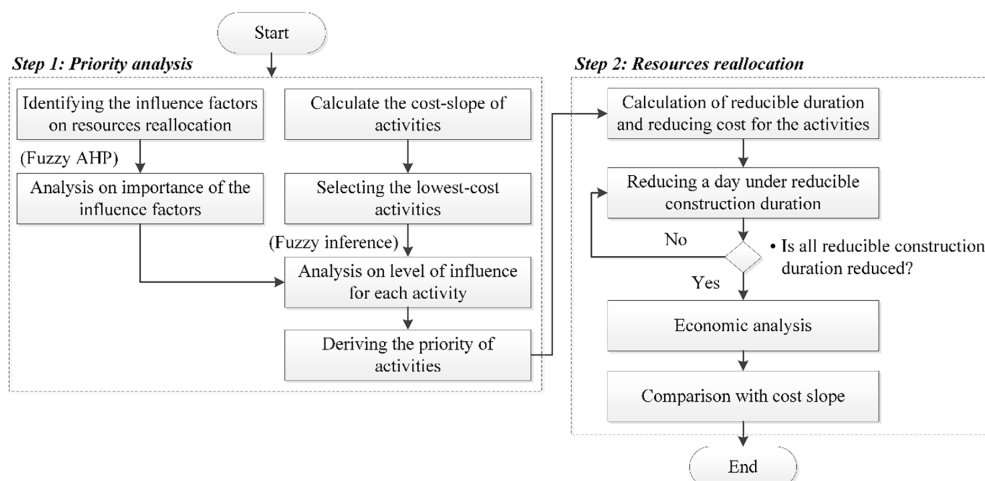 Start
Step 1: Priority analysis
Identifying the influence factors
on resources reallocation
(Fuzzy AHP)
Analysis on importance of the
influence factors
Calculate the cost-slope of
activities
Selecting the lowest-cost
activities
(Fuzzy inference)
Analysis on level of influence
for each activity
Deriving the priority of
activities
Step 2: Resources reallocation
Calculation of reducible duration
and reducing cost for the activities
Reducing a day under reducible
construction duration
No
• Is all reducible construction
duration reduced?
Yes
Economic analysis
Comparison with cost slope
End